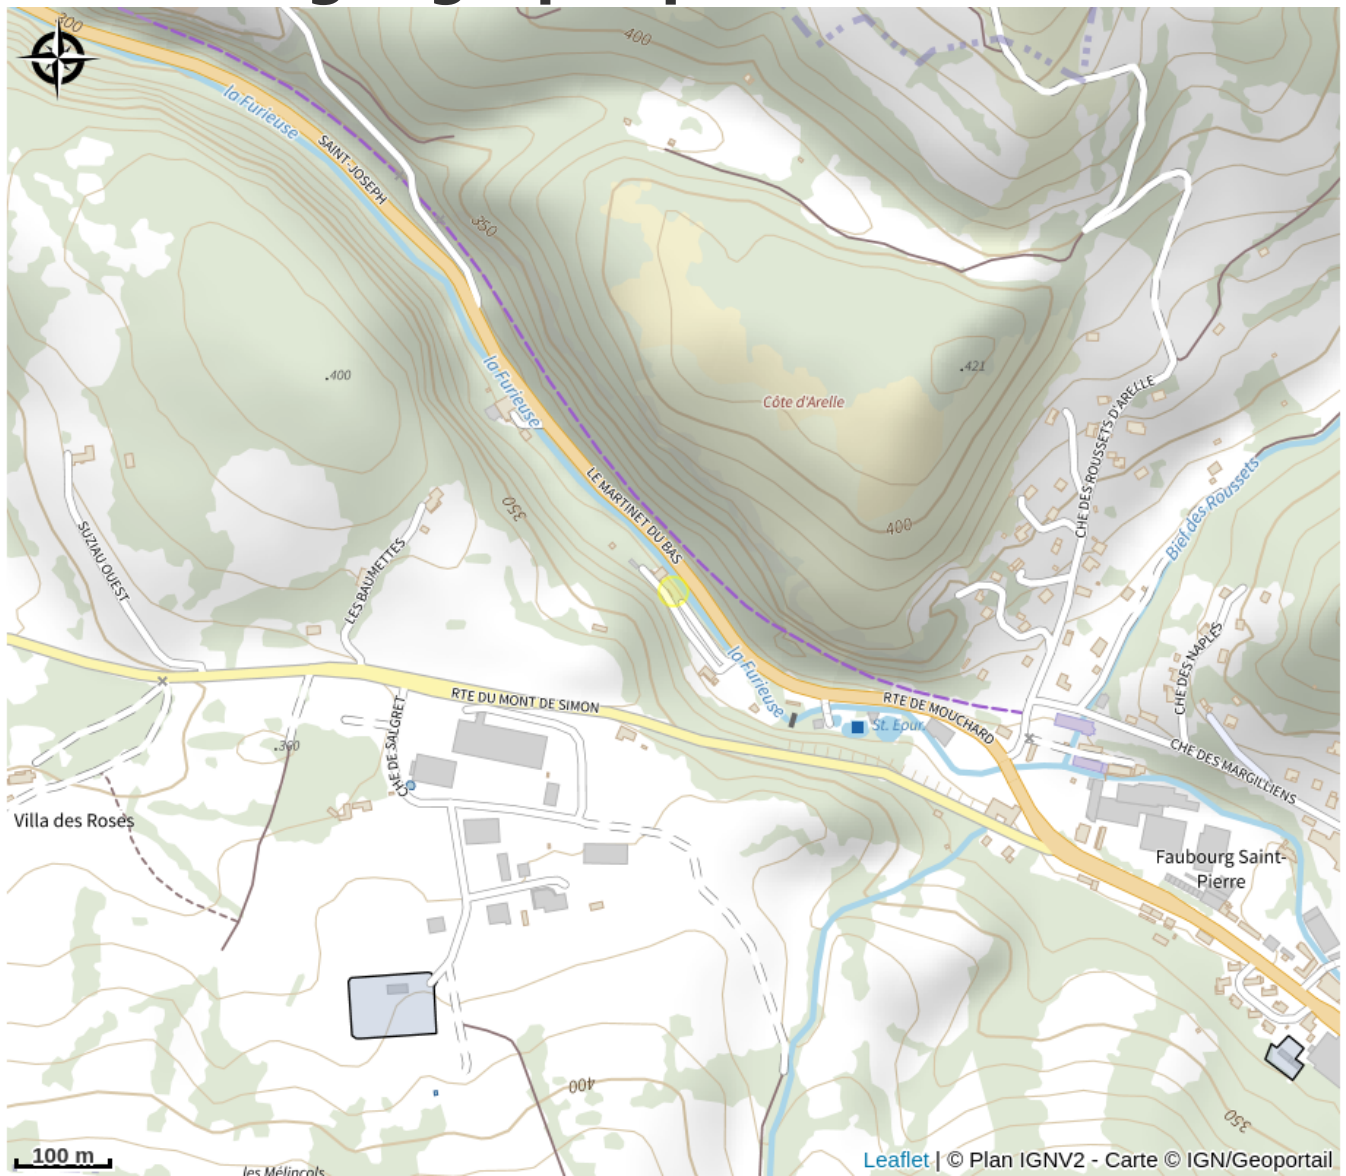 300
400
la Furieuse
SAINT-JOSEPH
350
.400
la Furieuse
.421
Côte d'Arelle
CHE DES ROUSSETS D'ARELLE
LE MARTINET DU BAS
350
400
Bief des Roussets
SUZIAU OUEST
LES BAUMETTES
CHE DES NAPLES
la Furieuse
RTE DU MONT DE SIMON
RTE DE MOUCHARD
St. Epur.
CHE DE SALGRET
.360
CHE DES MARGILLIENS
Villa des Roses
Faubourg Saint-
Pierre
400
350
100 m
les Mélincols
Leaflet | © Plan IGNV2 - Carte © IGN/Geoportail